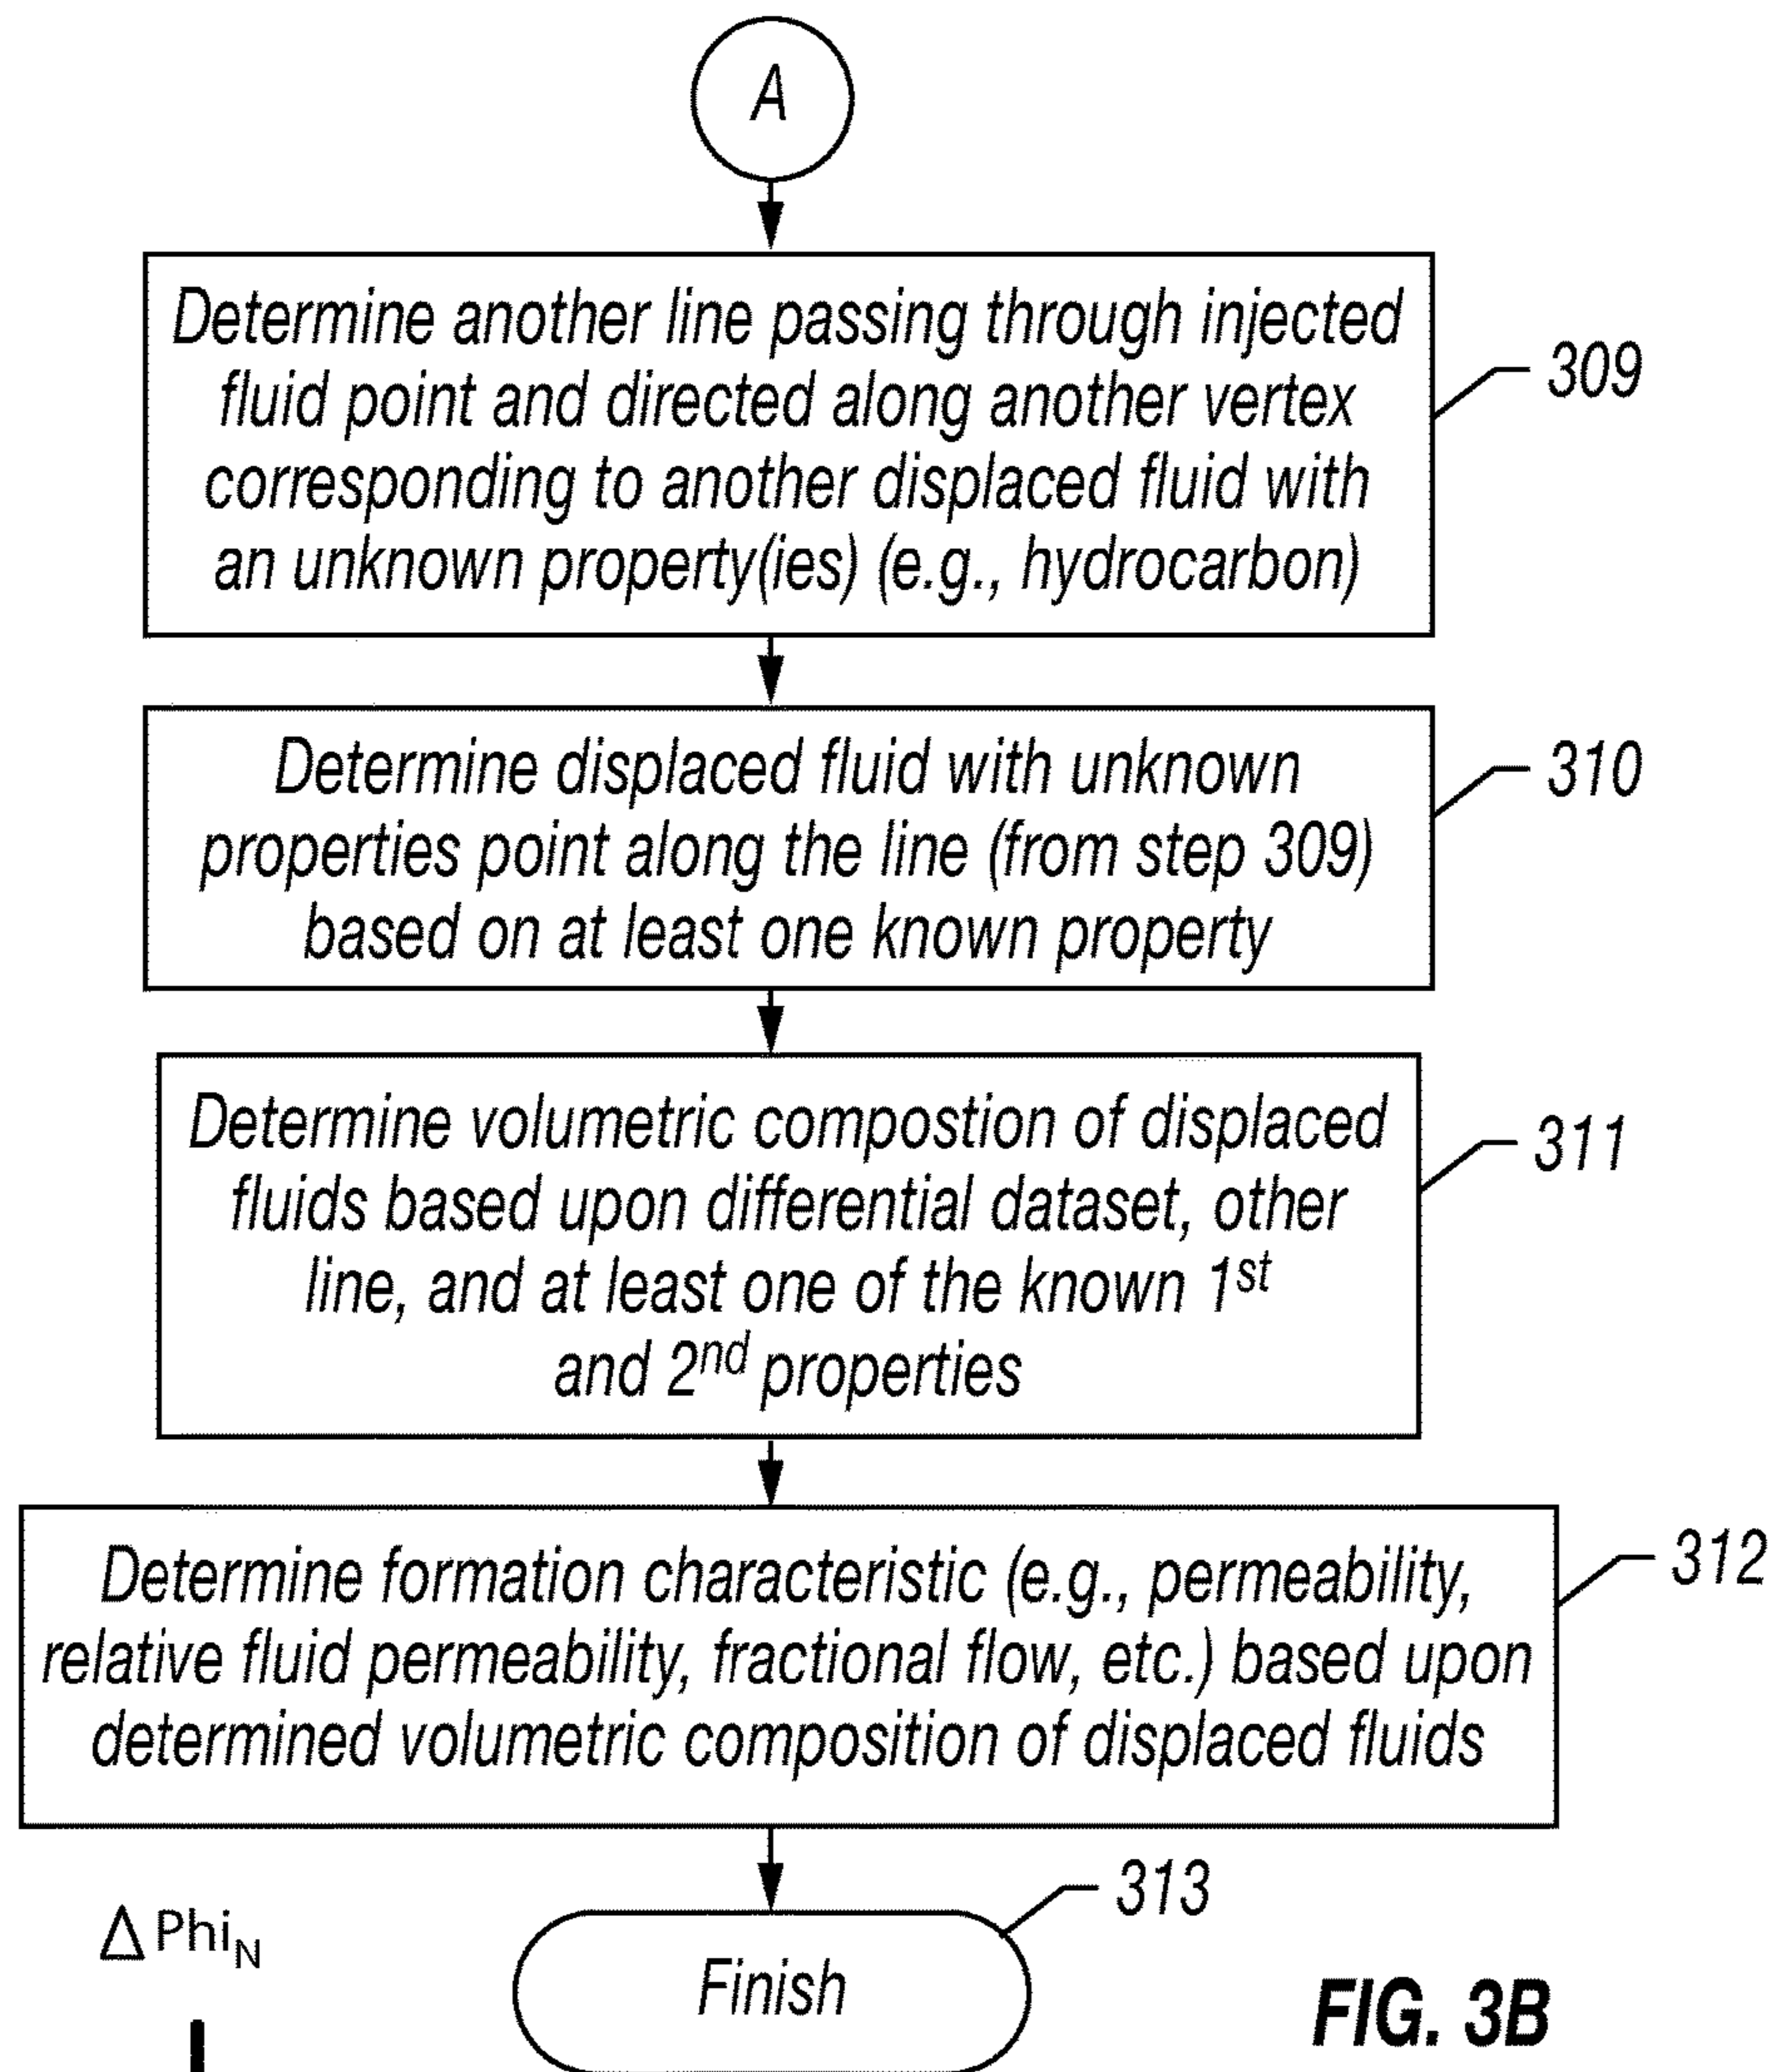 A
Determine another line passing through injected
fluid point and directed along another vertex
corresponding to another displaced fluid with
an unknown property(ies) (e.g., hydrocarbon)
309
Determine displaced fluid with unknown
properties point along the line (from step 309)
based on at least one known property
310
Determine volumetric compostion of displaced
fluids based upon differential dataset, other
line, and at least one of the known 1st
and 2nd properties
311
Determine formation characteristic (e.g., permeability,
relative fluid permeability, fractional flow, etc.) based upon
determined volumetric composition of displaced fluids
312
313
Δ PhiN
Finish
FIG. 3B